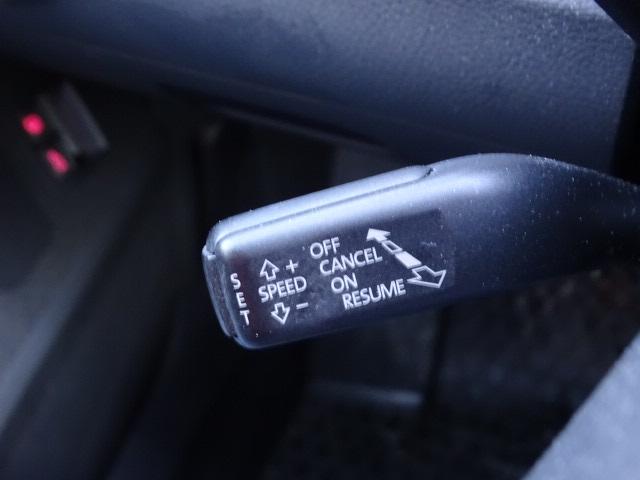 SET
+
SPEED
-
OFF
CANCEL
ON
RESUME